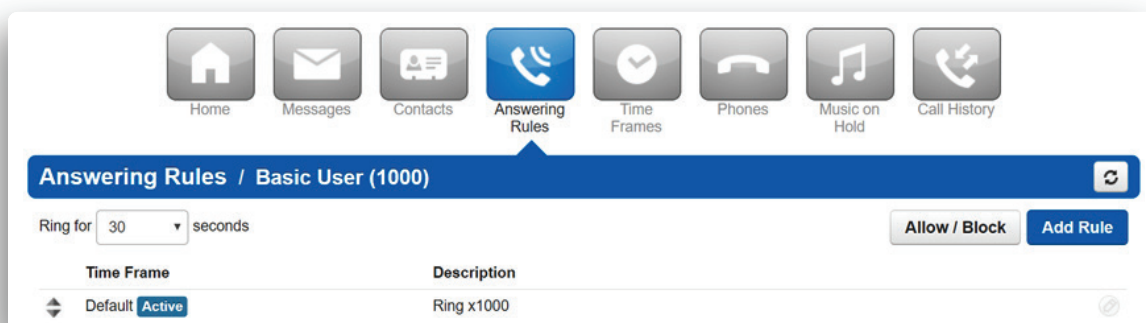 Home Messages Contacts Answering Rules Time Frames Phones Music on Hold Call History
Answering Rules / Basic User (1000)
Ring for 30 seconds Allow / Block Add Rule
Time Frame Description
Default Active Ring x1000